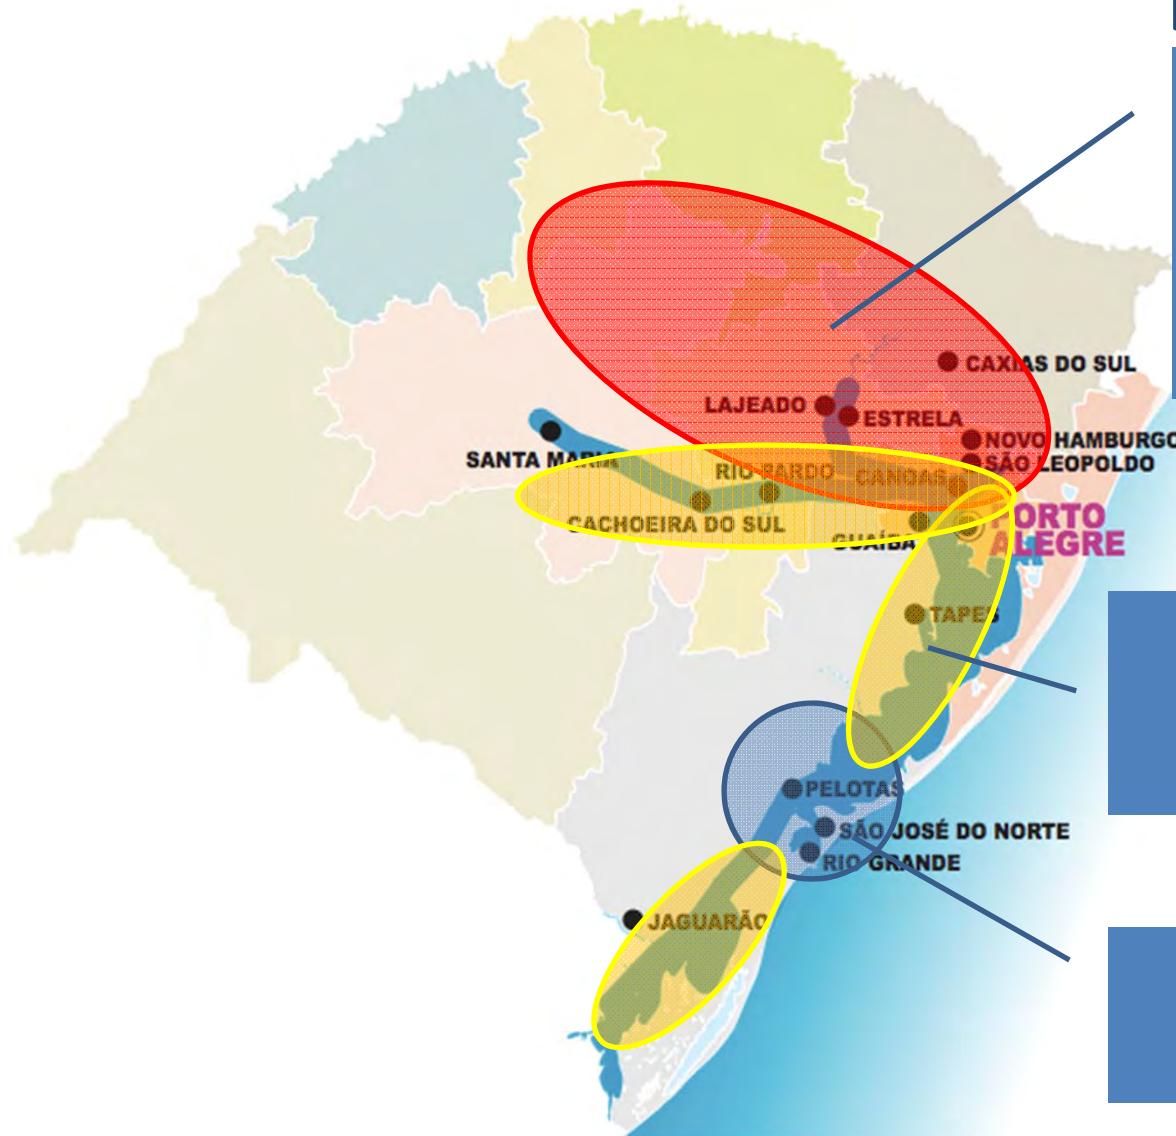 CAXIAS DO SUL
LAJEADO
ESTRELA
NOVO HAMBURGO
SÃO LEOPOLDO
SANTA MARIA
RIO PARDO
CANOAS
CACHOEIRA DO SUL
GUAÍBA
PORTO
ALEGRE
TAPES
PELOTAS
SÃO JOSÉ DO NORTE
RIO GRANDE
JAGUARÃO